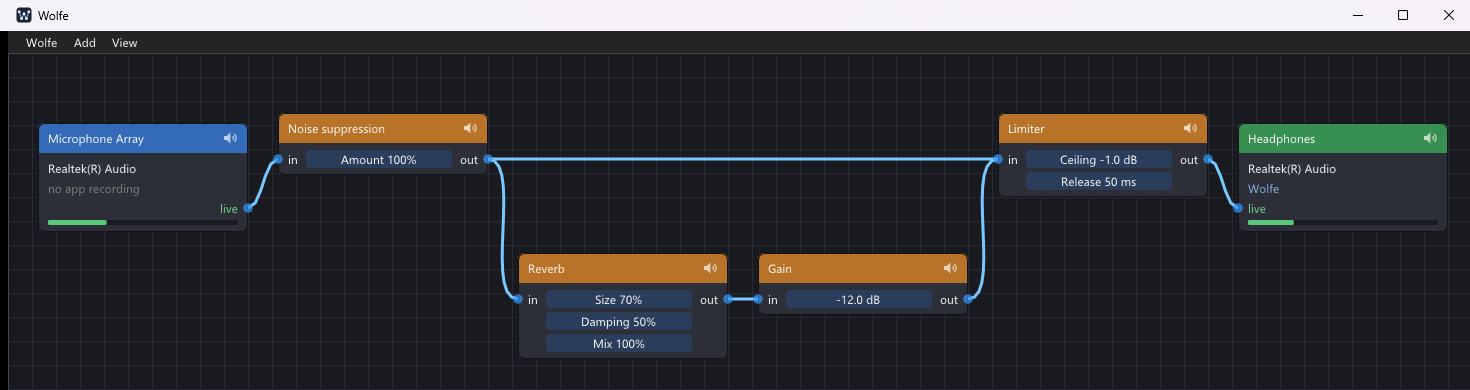 Wolfe
Wolfe Add View
Microphone Array
Realtek(R) Audio
no app recording
live
Noise suppression
in Amount 100% out
Reverb
in Size 70% out
Damping 50%
Mix 100%
Gain
in -12.0 dB out
Limiter
in Ceiling -1.0 dB out
Release 50 ms
Headphones
Realtek(R) Audio
Wolfe
live